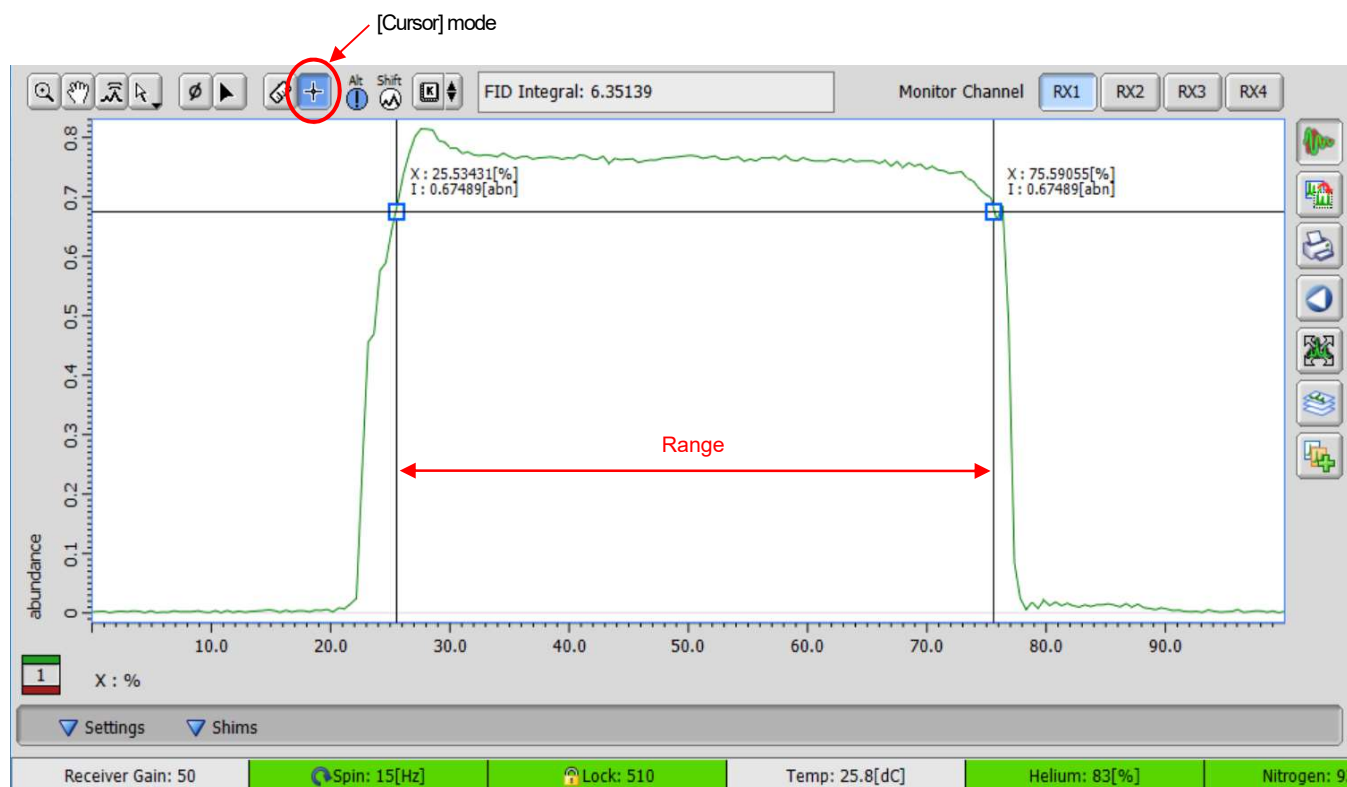 [Cursor] mode
Alt Shift
FID Integral: 6.35139
Monitor Channel RX1 RX2 RX3 RX4
X : 25.53431[%]
I : 0.67489[abn]
X : 75.59055[%]
I : 0.67489[abn]
0.8
0.7
0.6
0.5
0.4
0.3
0.2
0.1
0
abundance
Range
10.0 20.0 30.0 40.0 50.0 60.0 70.0 80.0 90.0
1
X : %
Settings Shims
Receiver Gain: 50 Spin: 15[Hz] Lock: 510 Temp: 25.8[dC] Helium: 83[%] Nitrogen: 9